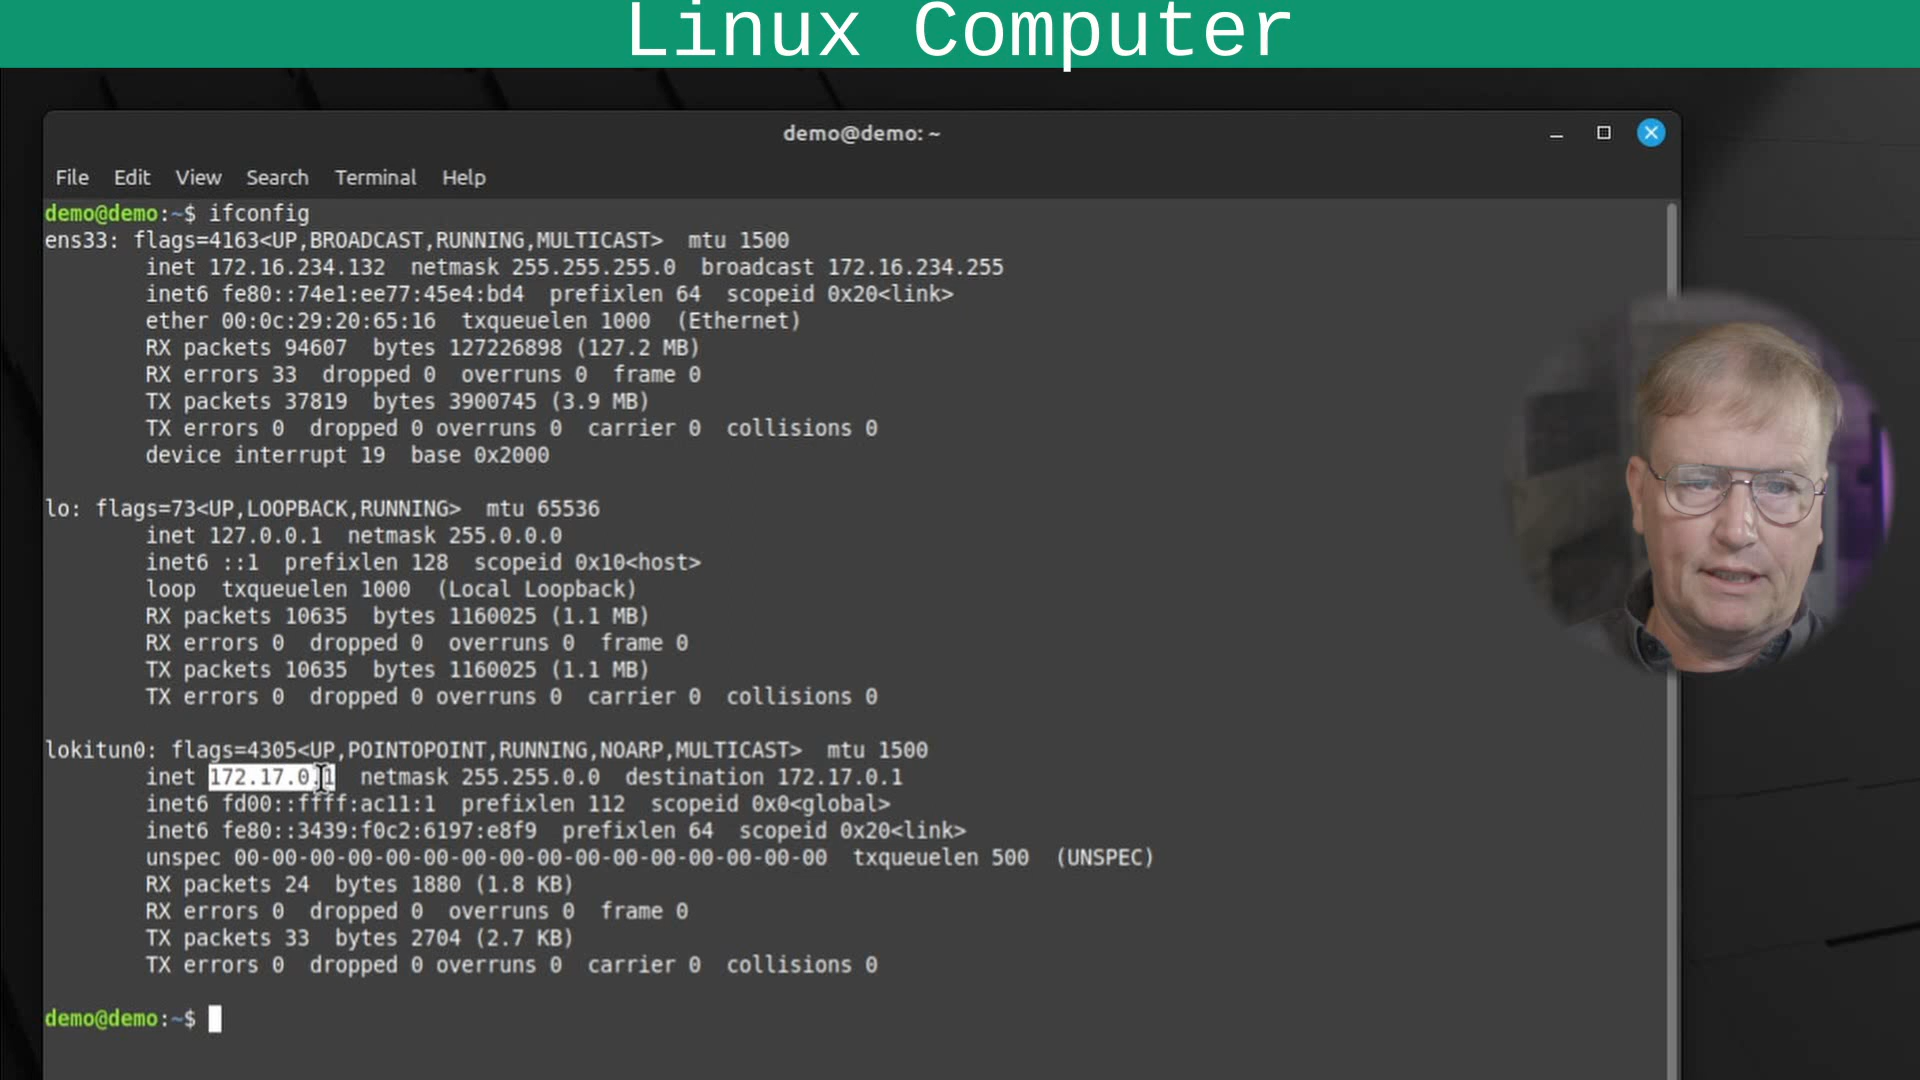 Linux Computer
demo@demo: ~
File Edit View Search Terminal Help
demo@demo:~$ ifconfig
ens33: flags=4163<UP,BROADCAST,RUNNING,MULTICAST>  mtu 1500
        inet 172.16.234.132  netmask 255.255.255.0  broadcast 172.16.234.255
        inet6 fe80::74e1:ee77:45e4:bd4  prefixlen 64  scopeid 0x20<link>
        ether 00:0c:29:20:65:16  txqueuelen 1000  (Ethernet)
        RX packets 94607  bytes 127226898 (127.2 MB)
        RX errors 33  dropped 0  overruns 0  frame 0
        TX packets 37819  bytes 3900745 (3.9 MB)
        TX errors 0  dropped 0 overruns 0  carrier 0  collisions 0
        device interrupt 19  base 0x2000
lo: flags=73<UP,LOOPBACK,RUNNING>  mtu 65536
        inet 127.0.0.1  netmask 255.0.0.0
        inet6 ::1  prefixlen 128  scopeid 0x10<host>
        loop  txqueuelen 1000  (Local Loopback)
        RX packets 10635  bytes 1160025 (1.1 MB)
        RX errors 0  dropped 0  overruns 0  frame 0
        TX packets 10635  bytes 1160025 (1.1 MB)
        TX errors 0  dropped 0 overruns 0  carrier 0  collisions 0
lokitun0: flags=4305<UP,POINTOPOINT,RUNNING,NOARP,MULTICAST>  mtu 1500
        inet 172.17.0.1  netmask 255.255.0.0  destination 172.17.0.1
        inet6 fd00::ffff:ac11:1  prefixlen 112  scopeid 0x0<global>
        inet6 fe80::3439:f0c2:6197:e8f9  prefixlen 64  scopeid 0x20<link>
        unspec 00-00-00-00-00-00-00-00-00-00-00-00-00-00-00-00  txqueuelen 500  (UNSPEC)
        RX packets 24  bytes 1880 (1.8 KB)
        RX errors 0  dropped 0  overruns 0  frame 0
        TX packets 33  bytes 2704 (2.7 KB)
        TX errors 0  dropped 0 overruns 0  carrier 0  collisions 0
demo@demo:~$